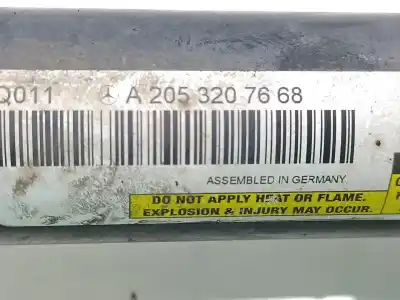 Q011 A 205 320 76 68
ASSEMBLED IN GERMANY
DO NOT APPLY HEAT OR FLAME.
EXPLOSION & INJURY MAY OCCUR.